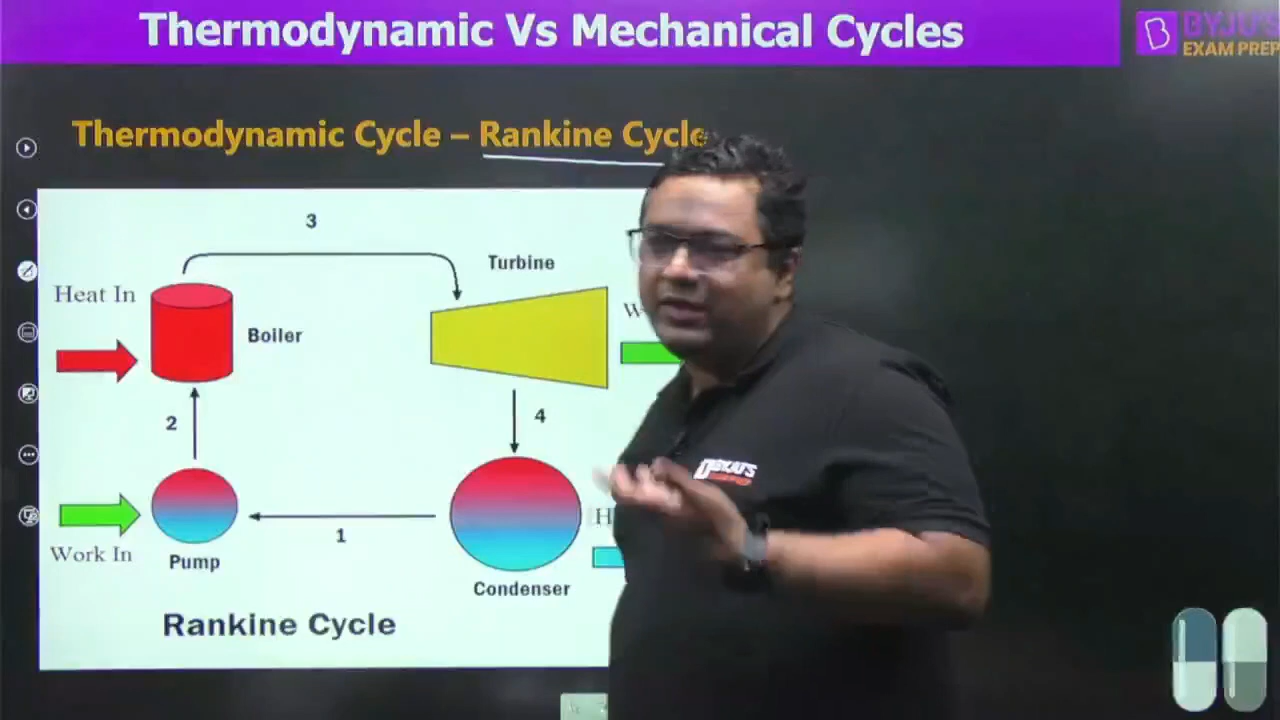 Thermodynamic Vs Mechanical Cycles
BYJU'S
EXAM PREP
Thermodynamic Cycle – Rankine Cycle
3
Turbine
Heat In
Boiler
2
4
Work In
1
Pump
Condenser
Rankine Cycle